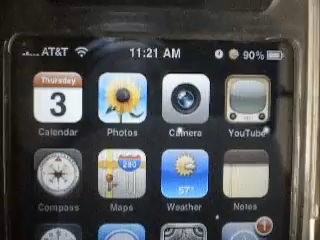 AT&T 11:21 AM 90%
Thursday
3
Calendar Photos Camera YouTube
280
57°
Compass Maps Weather Notes
1